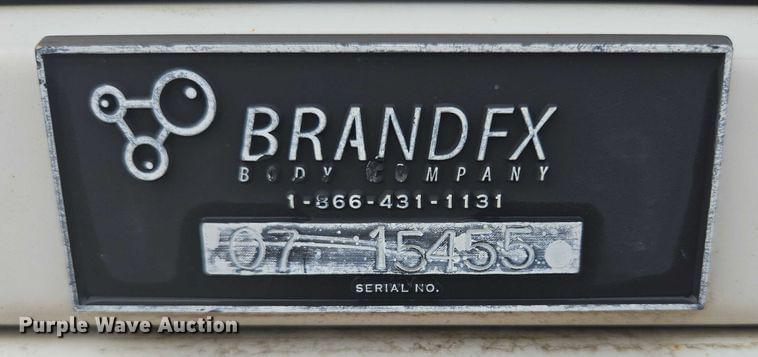 BRANDFX
BODY COMPANY
1-866-431-1131
07 15455
SERIAL NO.
Purple Wave Auction